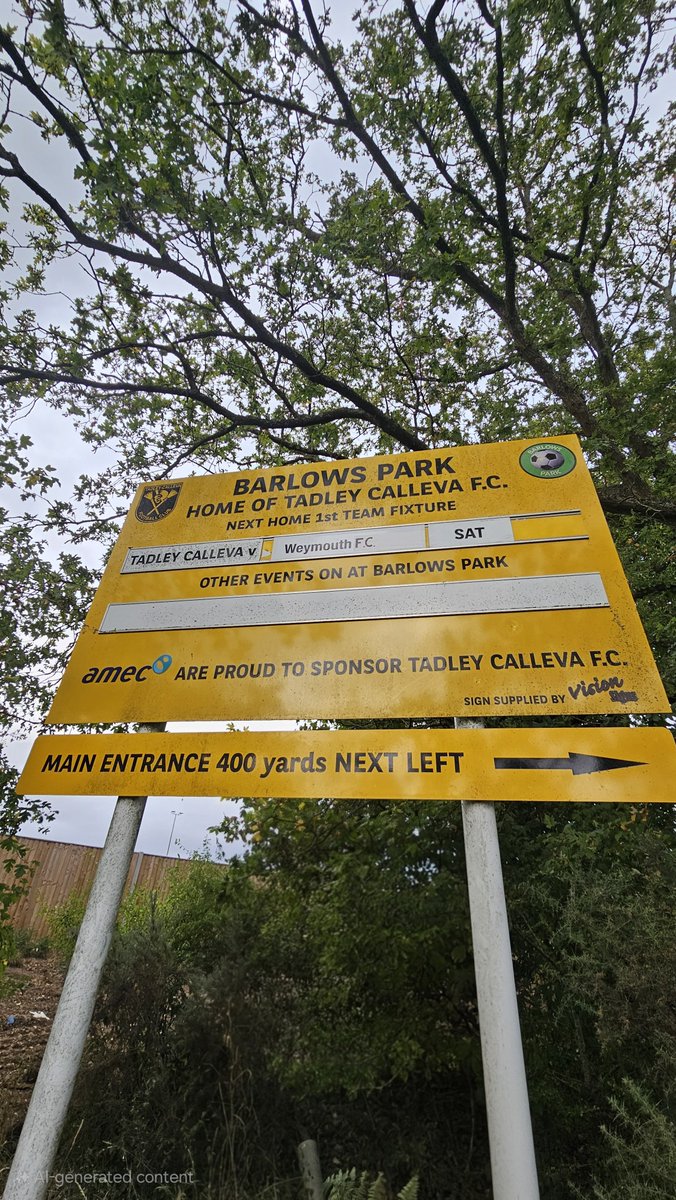 BARLOWS PARK
HOME OF TADLEY CALLEVA F.C.
NEXT HOME 1st TEAM FIXTURE
TADLEY CALLEVA v Weymouth F.C. SAT
OTHER EVENTS ON AT BARLOWS PARK
amec ARE PROUD TO SPONSOR TADLEY CALLEVA F.C.
SIGN SUPPLIED BY vision
MAIN ENTRANCE 400 yards NEXT LEFT
BARLOWS
PARK
AI-generated content